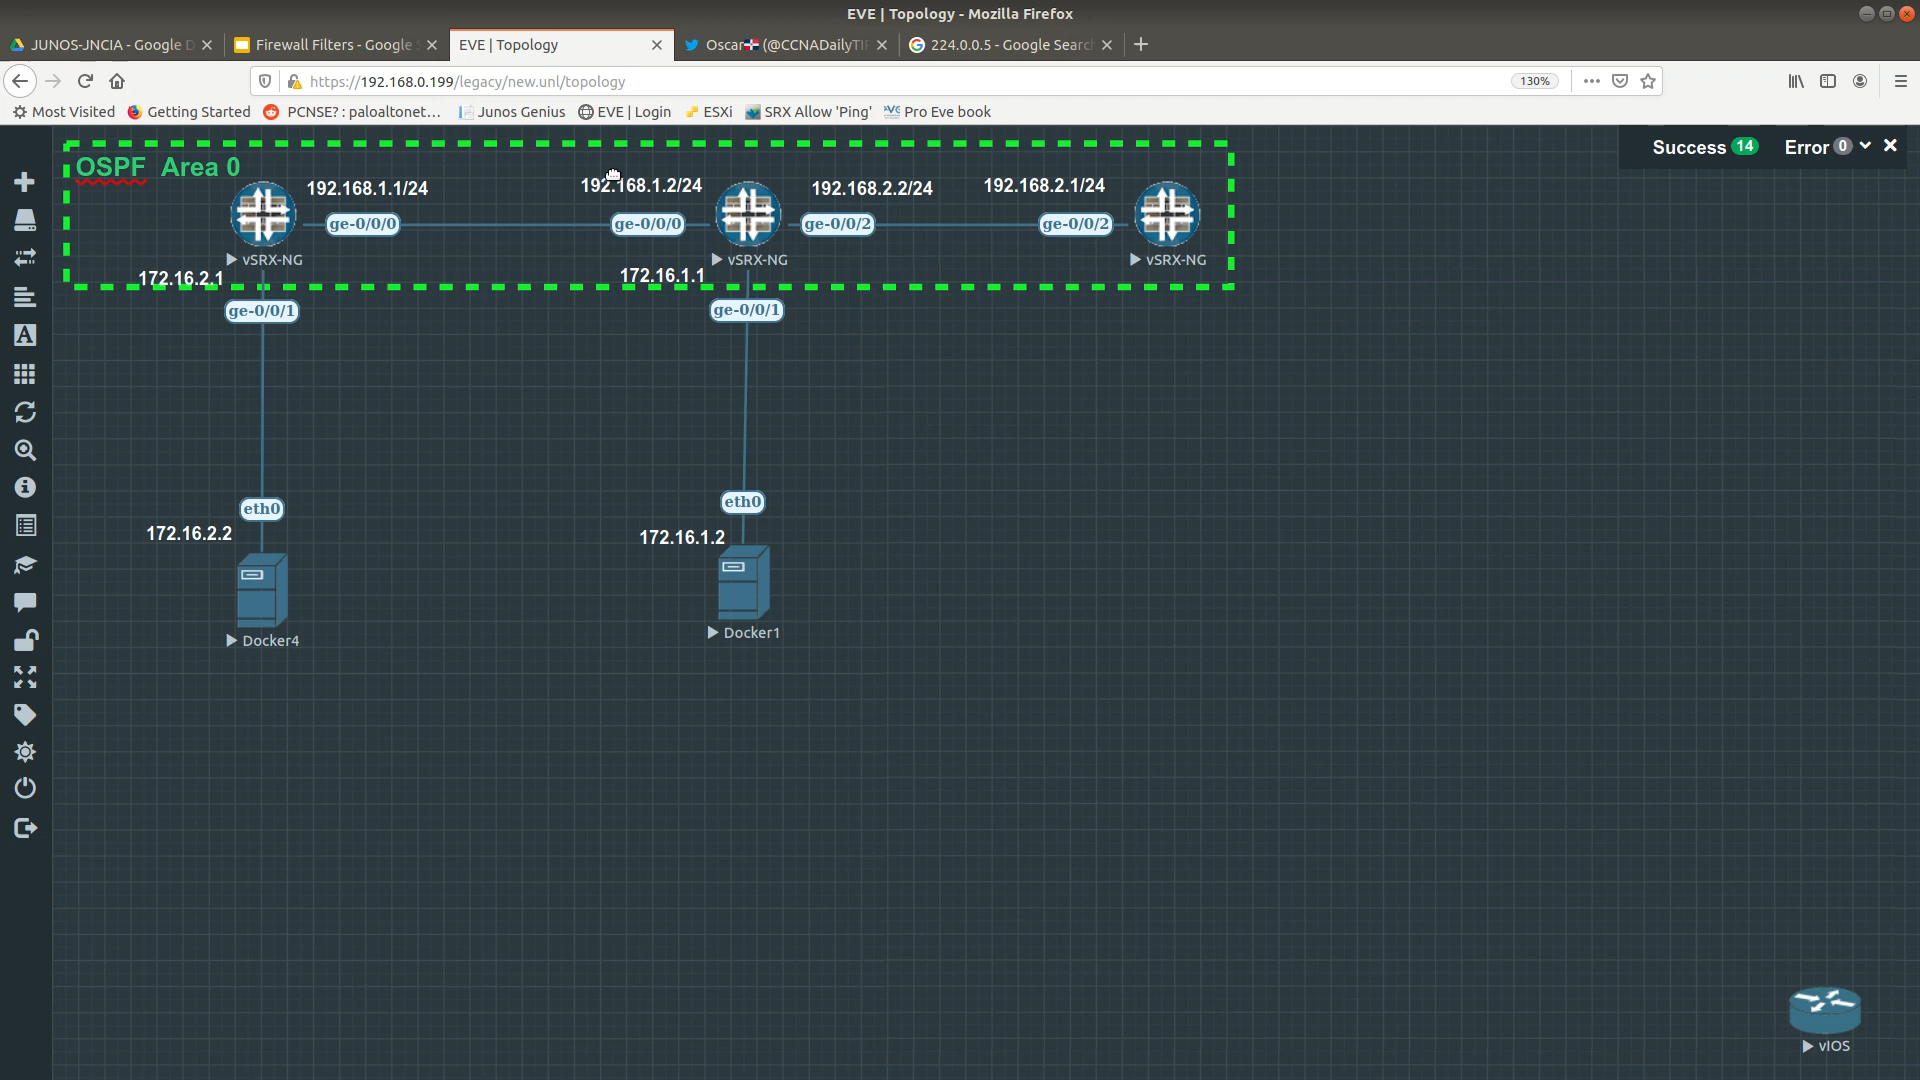 EVE | Topology - Mozilla Firefox
JUNOS-JNCIA - Google D
Firewall Filters - Google S
EVE | Topology
Oscar (@CCNADailyTIP
224.0.0.5 - Google Search
https://192.168.0.199/legacy/new.unl/topology
130%
Most Visited
Getting Started
PCNSE? : paloaltonet…
Junos Genius
EVE | Login
ESXi
SRX Allow 'Ping'
Pro Eve book
Success 14
Error 0
OSPF Area 0
192.168.1.1/24
192.168.1.2/24
192.168.2.2/24
192.168.2.1/24
ge-0/0/0
ge-0/0/0
ge-0/0/2
ge-0/0/2
vSRX-NG
vSRX-NG
vSRX-NG
172.16.2.1
172.16.1.1
ge-0/0/1
ge-0/0/1
eth0
eth0
172.16.2.2
172.16.1.2
Docker4
Docker1
vIOS